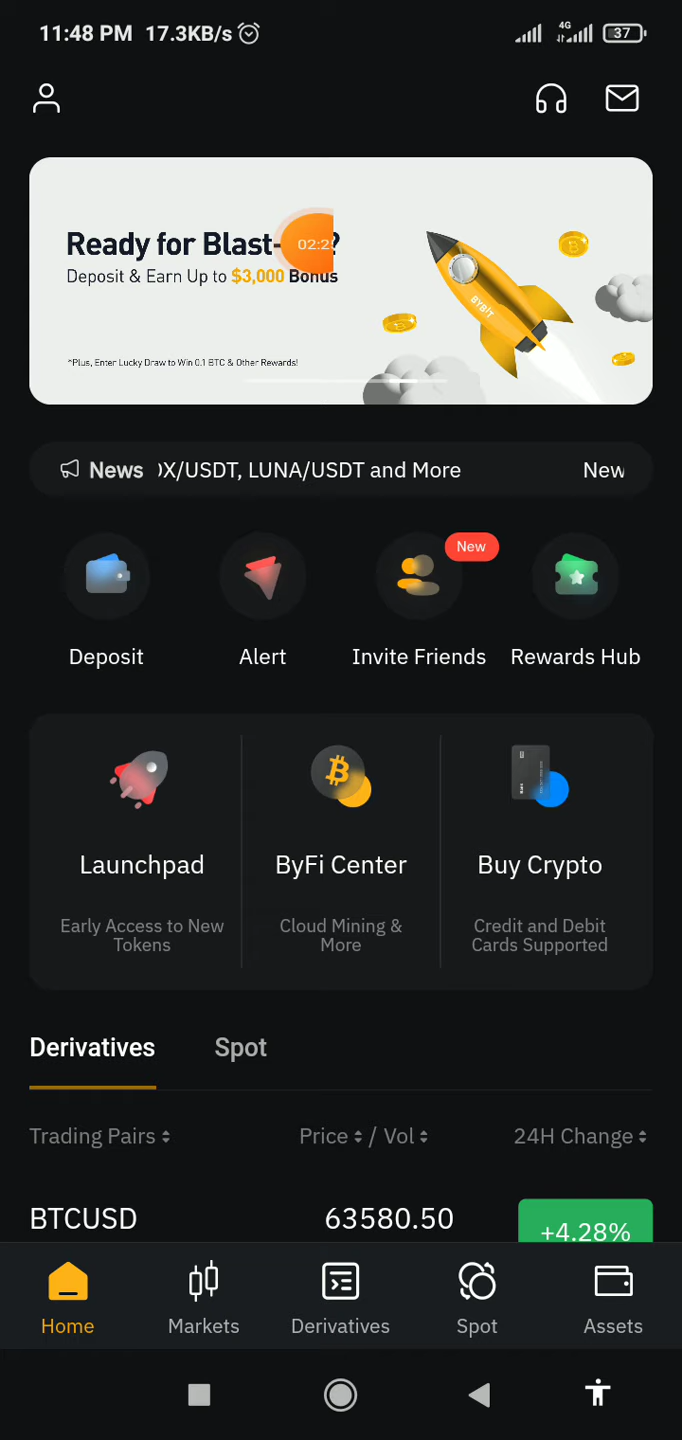 11:48 PM 17.3KB/s 4G 37
Ready for Blast-?
02:2
Deposit & Earn Up to $3,000 Bonus
BYBIT
*Plus, Enter Lucky Draw to Win 0.1 BTC & Other Rewards!
News X/USDT, LUNA/USDT and More New
New
Deposit Alert Invite Friends Rewards Hub
Launchpad ByFi Center Buy Crypto
Early Access to New Tokens
Cloud Mining & More
Credit and Debit Cards Supported
Derivatives Spot
Trading Pairs Price / Vol 24H Change
BTCUSD 63580.50 +4.28%
Home Markets Derivatives Spot Assets